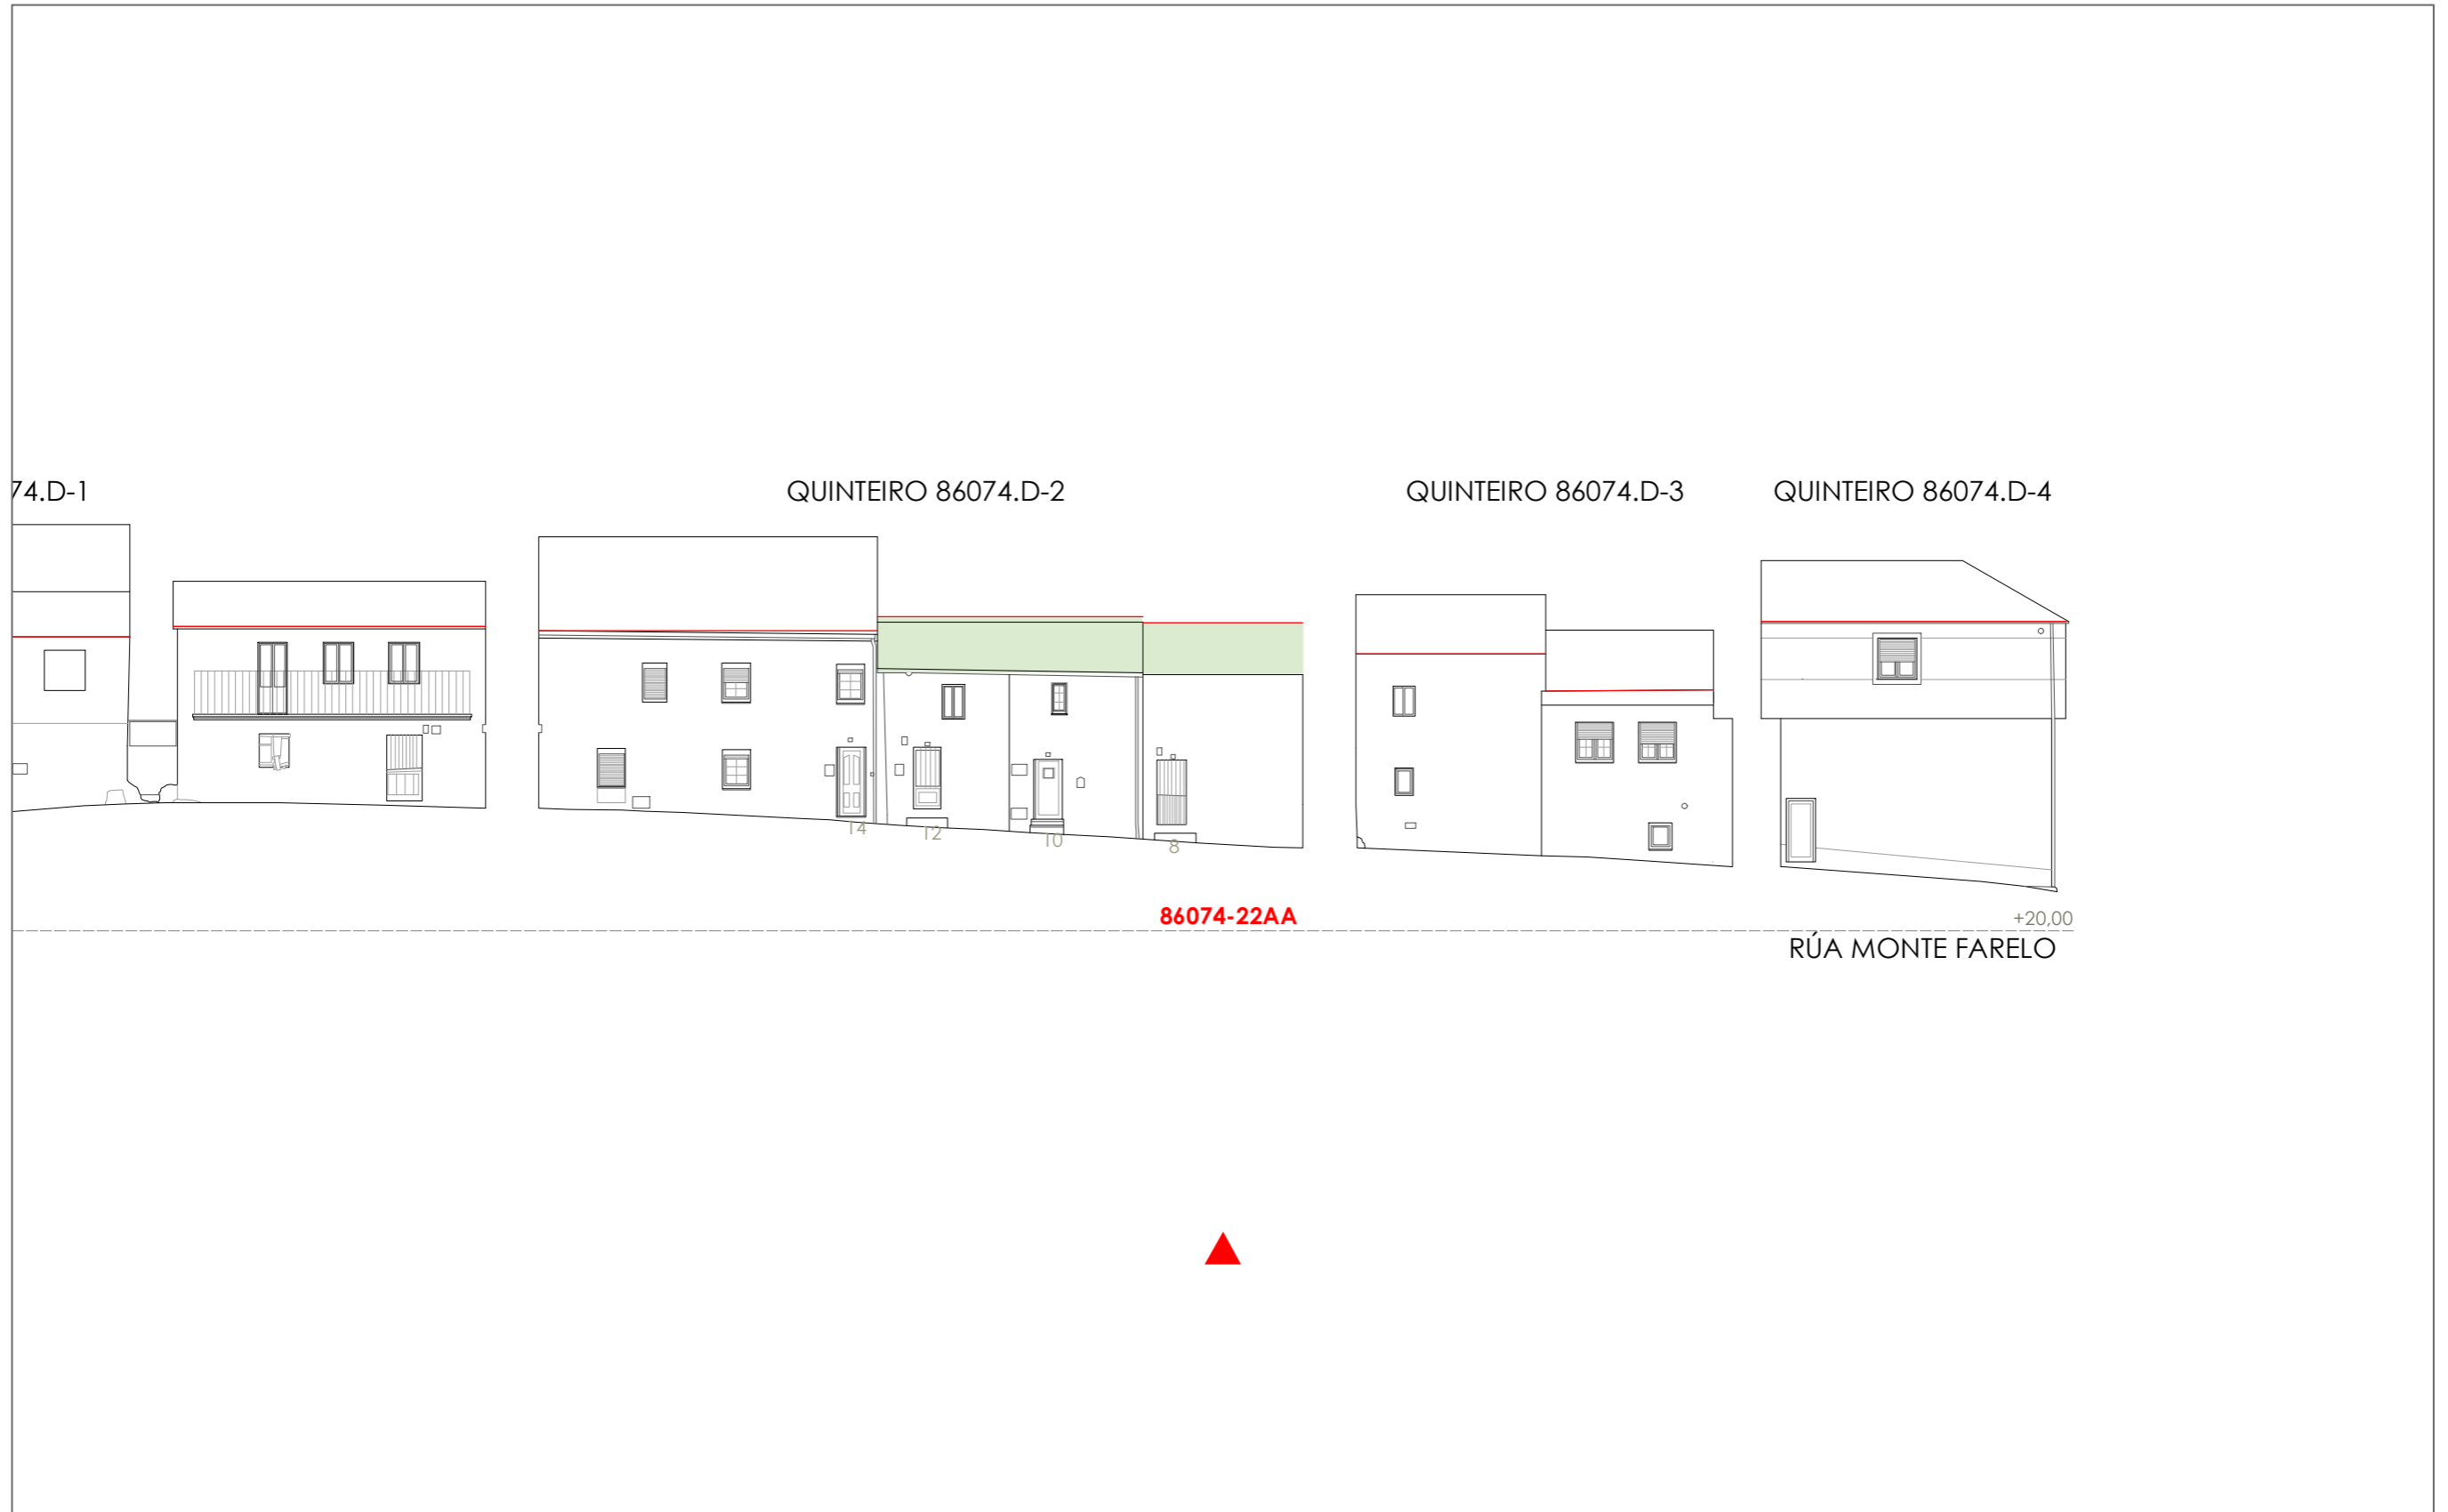 74.D-1
QUINTEIRO 86074.D-2
QUINTEIRO 86074.D-3
QUINTEIRO 86074.D-4
14
12
10
8
86074-22AA
+20,00
RÚA MONTE FARELO